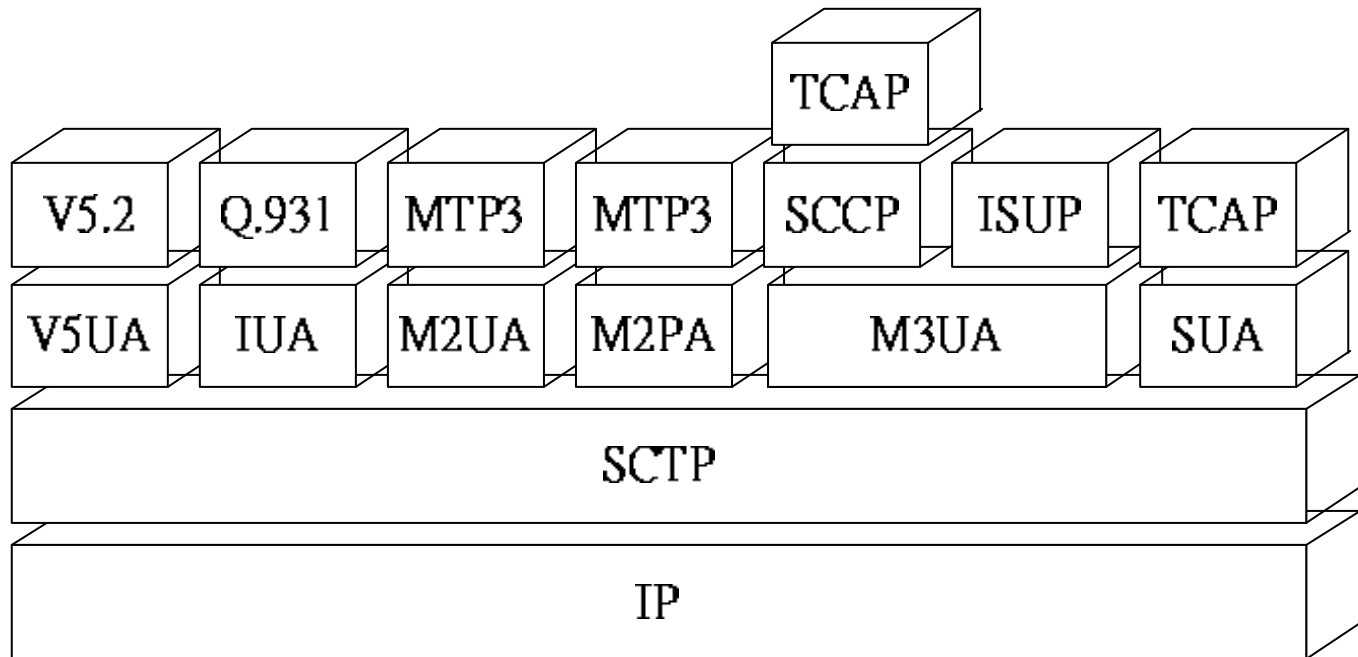 TCAP
V5.2 Q.931 MTP3 MTP3 SCCP ISUP TCAP
V5UA IUA M2UA M2PA M3UA SUA
SCTP
IP